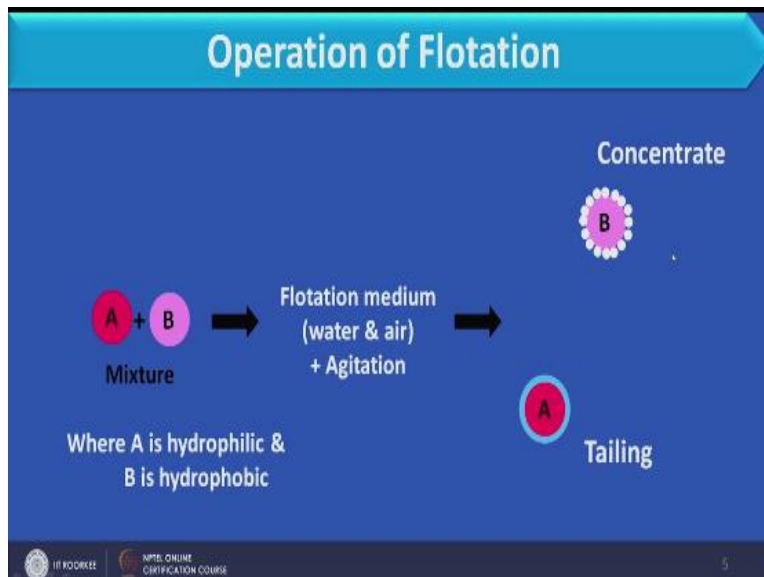 Operation of Flotation
Concentrate
B
Flotation medium
(water & air)
+ Agitation
A + B
Mixture
A
Where A is hydrophilic &
B is hydrophobic
Tailing
IIT ROORKEE
NPTEL ONLINE
CERTIFICATION COURSE
5